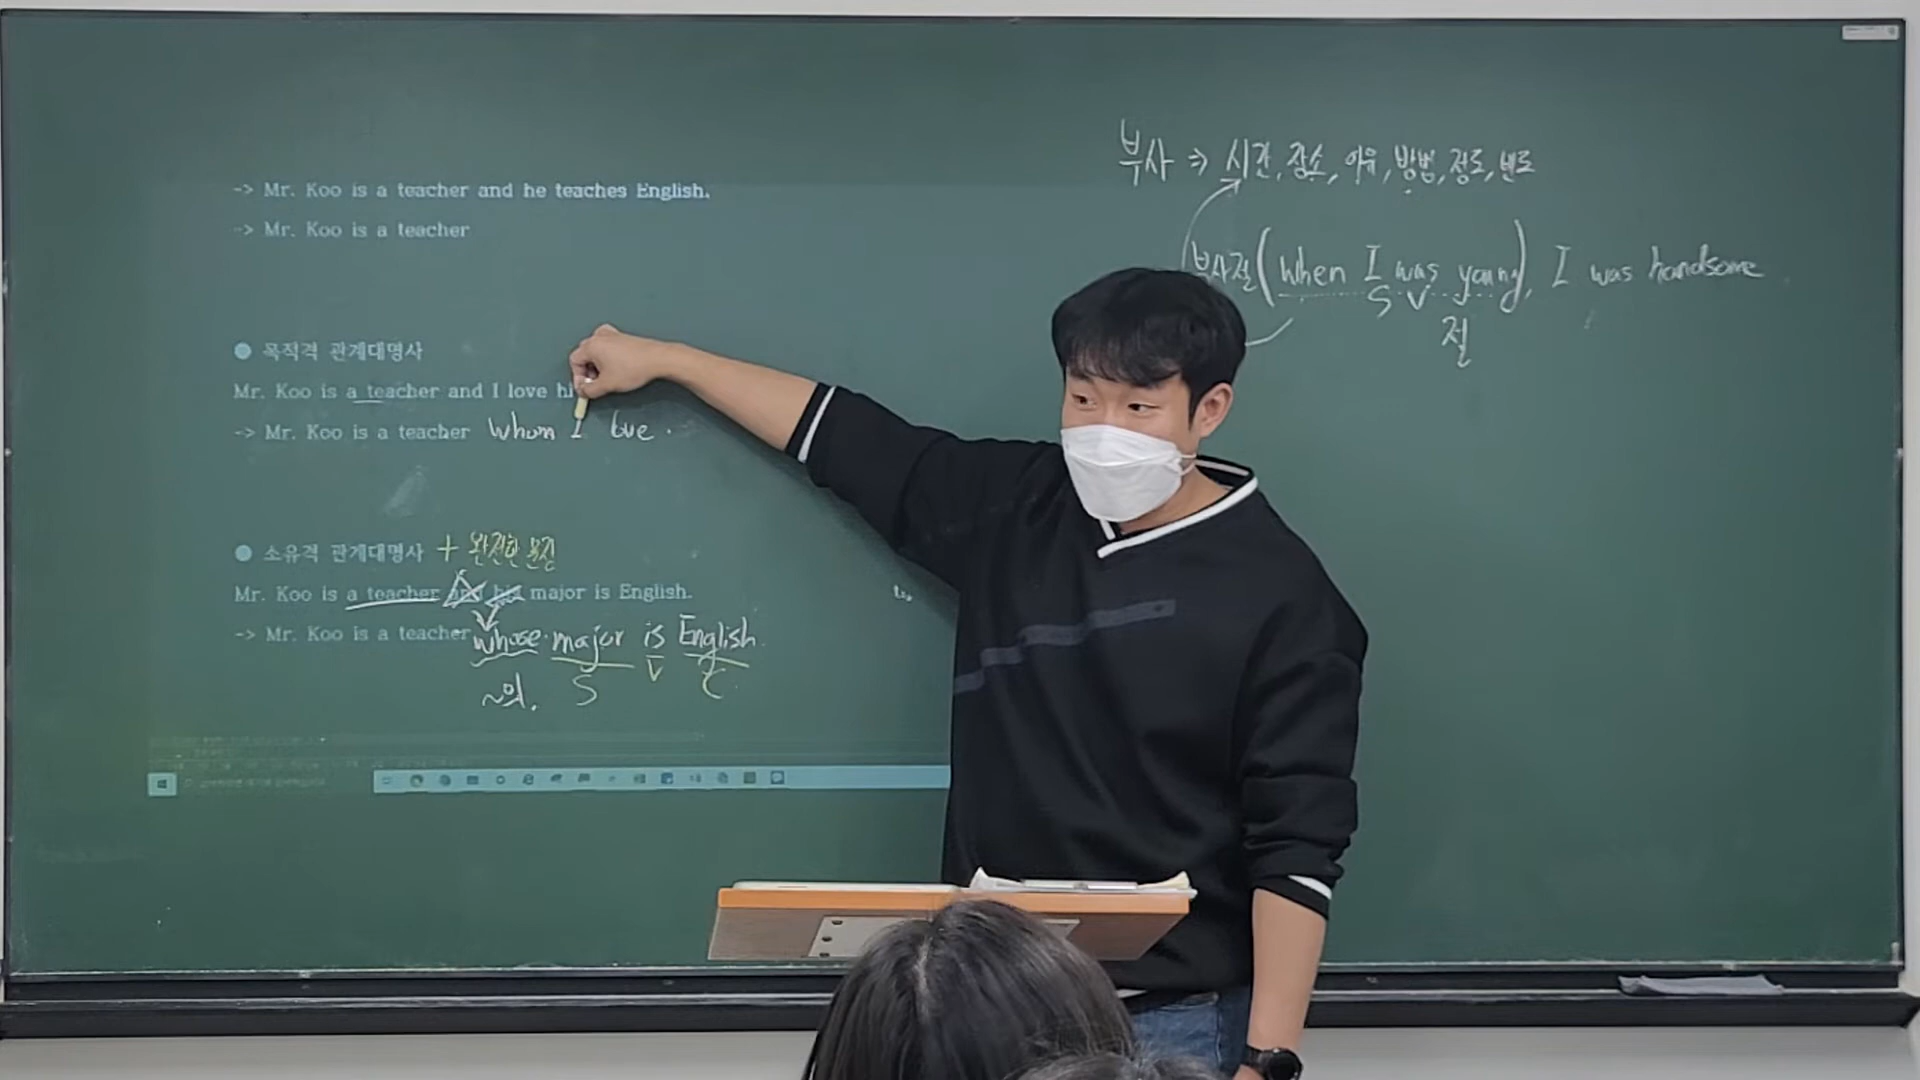 -> Mr. Koo is a teacher and he teaches English.
-> Mr. Koo is a teacher
● 목적격 관계대명사
Mr. Koo is a teacher and I love hi
-> Mr. Koo is a teacher whom I love.
● 소유격 관계대명사 + 완전한 문장
Mr. Koo is a teacher and his major is English.
-> Mr. Koo is a teacher whose major is English.
~의. S V C
부사 ⇒ 시간, 장소, 이유, 방법, 정도, 빈도
부사절 (when I was young), I was handsome
S V
절